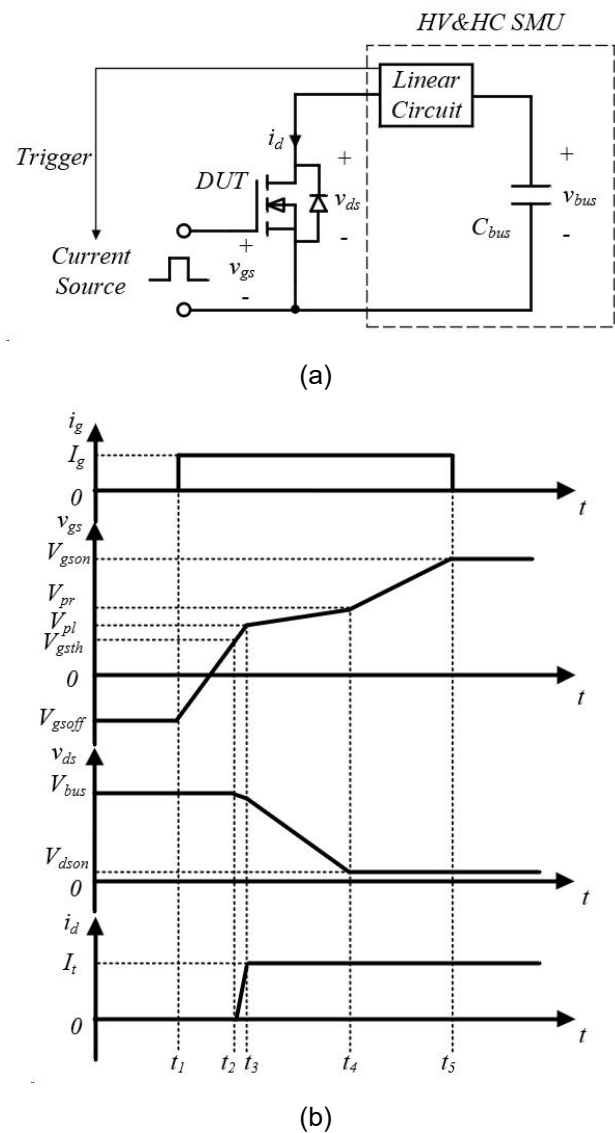 HV&HC SMU
Linear
Circuit
Trigger
i_d
DUT
+
v_ds
-
+
v_bus
-
C_bus
Current
Source
+
v_gs
-
(a)
i_g
I_g
0
t
v_gs
V_gson
V_pr
V_pl
V_gsth
0
t
V_gsoff
v_ds
V_bus
V_dson
0
t
i_d
I_t
0
t
t_1 t_2 t_3 t_4 t_5
(b)